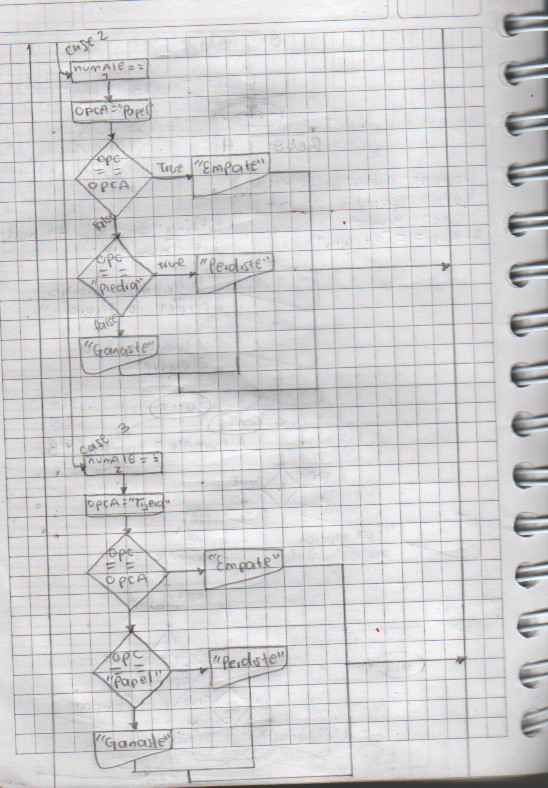 case 2
numAle ==
1
OPCA="Papel"
OPC
==
OPCA
True
"Empate"
false
OPC
==
"Piedra"
True
"Perdiste"
false
"Ganaste"
case 3
numAle ==
2
OPCA="Tijera"
OPC
==
OPCA
"Empate"
OPC
==
"Papel"
"Perdiste"
"Ganaste"